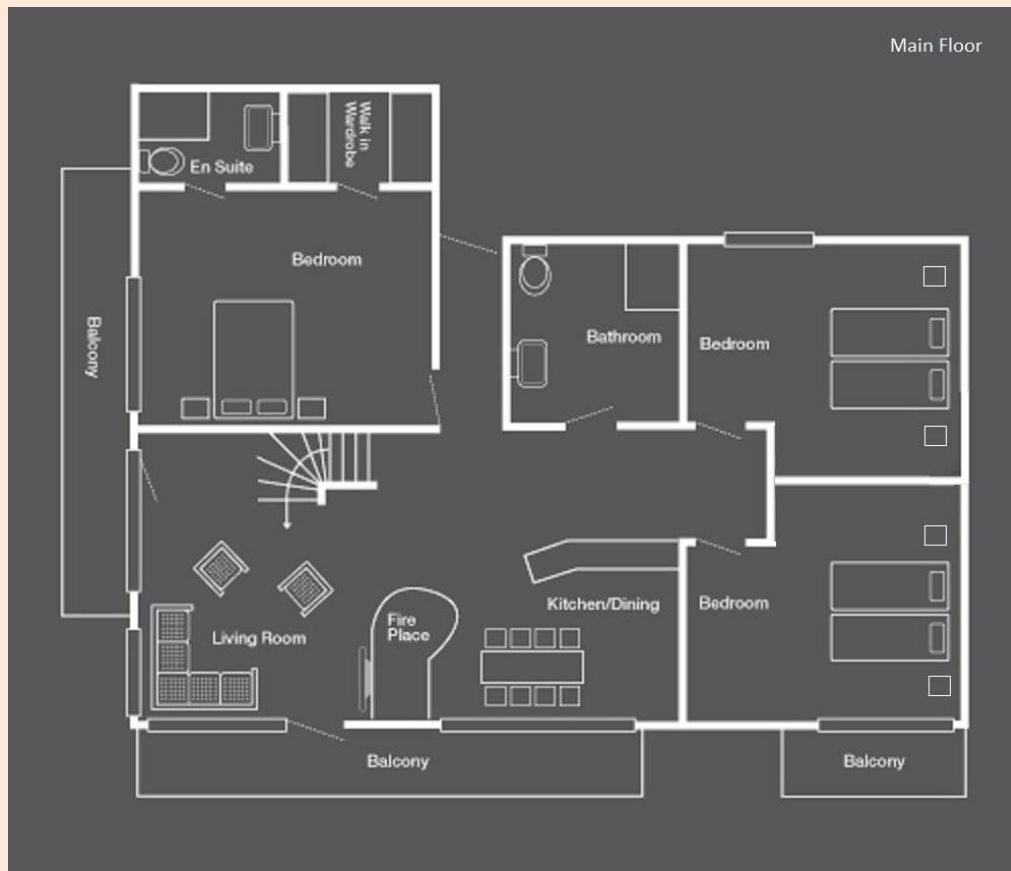 Main Floor
Walk in
Wardrobe
En Suite
Bedroom
Balcony
Bathroom
Bedroom
Kitchen/Dining
Bedroom
Fire
Place
Living Room
Balcony
Balcony